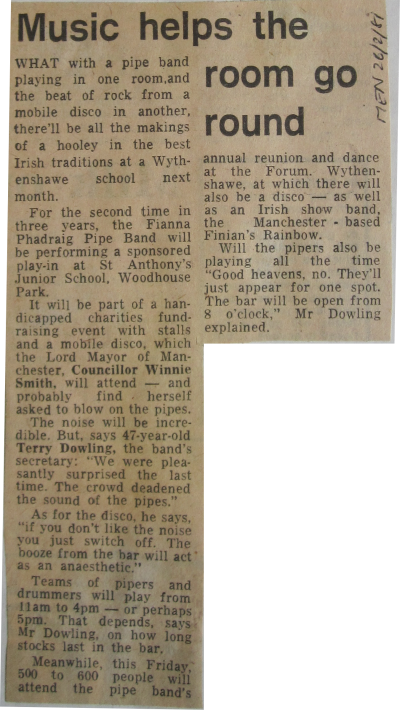 Music helps the
room go
round
MEN 26/2/81
WHAT with a pipe band
playing in one room,and
the beat of rock from a
mobile disco in another,
there'll be all the makings
of a hooley in the best
Irish traditions at a Wyth-
enshawe school next
month.
For the second time in
three years, the Fianna
Phadraig Pipe Band will
be performing a sponsored
play-in at St Anthony's
Junior School, Woodhouse
Park.
It will be part of a han-
dicapped charities fund-
raising event with stalls
and a mobile disco, which
the Lord Mayor of Man-
chester, Councillor Winnie
Smith, will attend — and
probably find herself
asked to blow on the pipes.
The noise will be incre-
dible. But, says 47-year-old
Terry Dowling, the band's
secretary: "We were plea-
santly surprised the last
time. The crowd deadened
the sound of the pipes."
As for the disco, he says,
"if you don't like the noise
you just switch off. The
booze from the bar will act
as an anaesthetic."
Teams of pipers and
drummers will play from
11am to 4pm — or perhaps
5pm. That depends, says
Mr Dowling, on how long
stocks last in the bar.
Meanwhile, this Friday,
500 to 600 people will
attend the pipe band's
annual reunion and dance
at the Forum. Wythen-
shawe, at which there will
also be a disco — as well
as an Irish show band,
the Manchester - based
Finian's Rainbow.
Will the pipers also be
playing all the time
"Good heavens, no. They'll
just appear for one spot.
The bar will be open from
8 o'clock," Mr Dowling
explained.